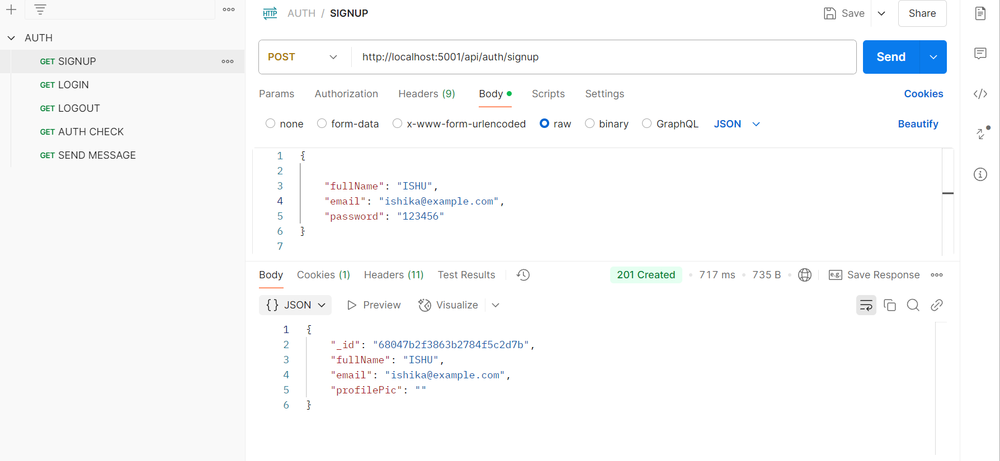 AUTH
GET SIGNUP
GET LOGIN
GET LOGOUT
GET AUTH CHECK
GET SEND MESSAGE
HTTP AUTH / SIGNUP
Save
Share
POST
http://localhost:5001/api/auth/signup
Send
Params Authorization Headers (9) Body Scripts Settings Cookies
none form-data x-www-form-urlencoded raw binary GraphQL JSON Beautify
1 {
2
3 "fullName": "ISHU",
4 "email": "ishika@example.com",
5 "password": "123456"
6 }
7
Body Cookies (1) Headers (11) Test Results 201 Created 717 ms 735 B e.g. Save Response
{} JSON Preview Visualize
1 {
2 "_id": "68047b2f3863b2784f5c2d7b",
3 "fullName": "ISHU",
4 "email": "ishika@example.com",
5 "profilePic": ""
6 }